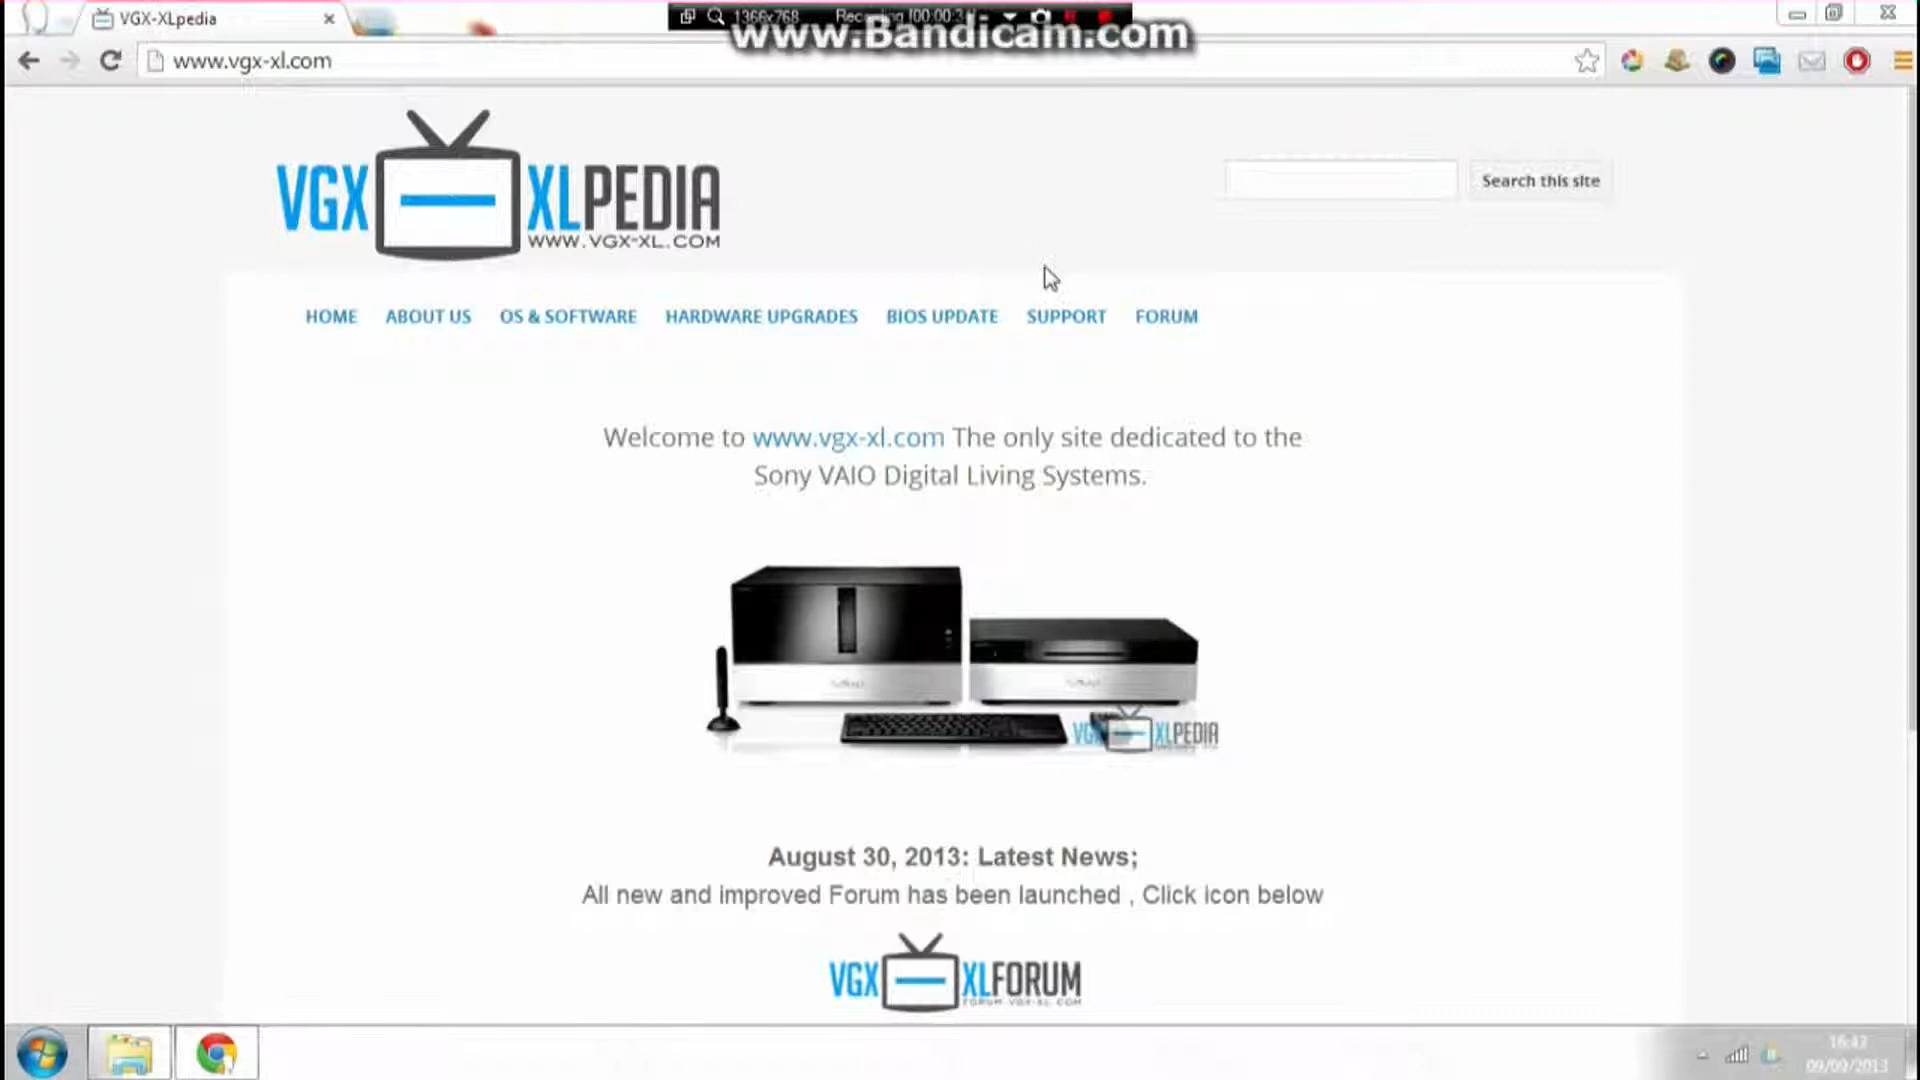 VGX-XLpedia
1366x768
Recording [00:00:3
www.Bandicam.com
www.vgx-xl.com
VGX XLPEDIA
WWW.VGX-XL.COM
Search this site
HOME ABOUT US OS & SOFTWARE HARDWARE UPGRADES BIOS UPDATE SUPPORT FORUM
Welcome to www.vgx-xl.com The only site dedicated to the
Sony VAIO Digital Living Systems.
VGX XLPEDIA
August 30, 2013: Latest News;
All new and improved Forum has been launched , Click icon below
VGX XLFORUM
FORUM.VGX-XL.COM
16:43
09/09/2013